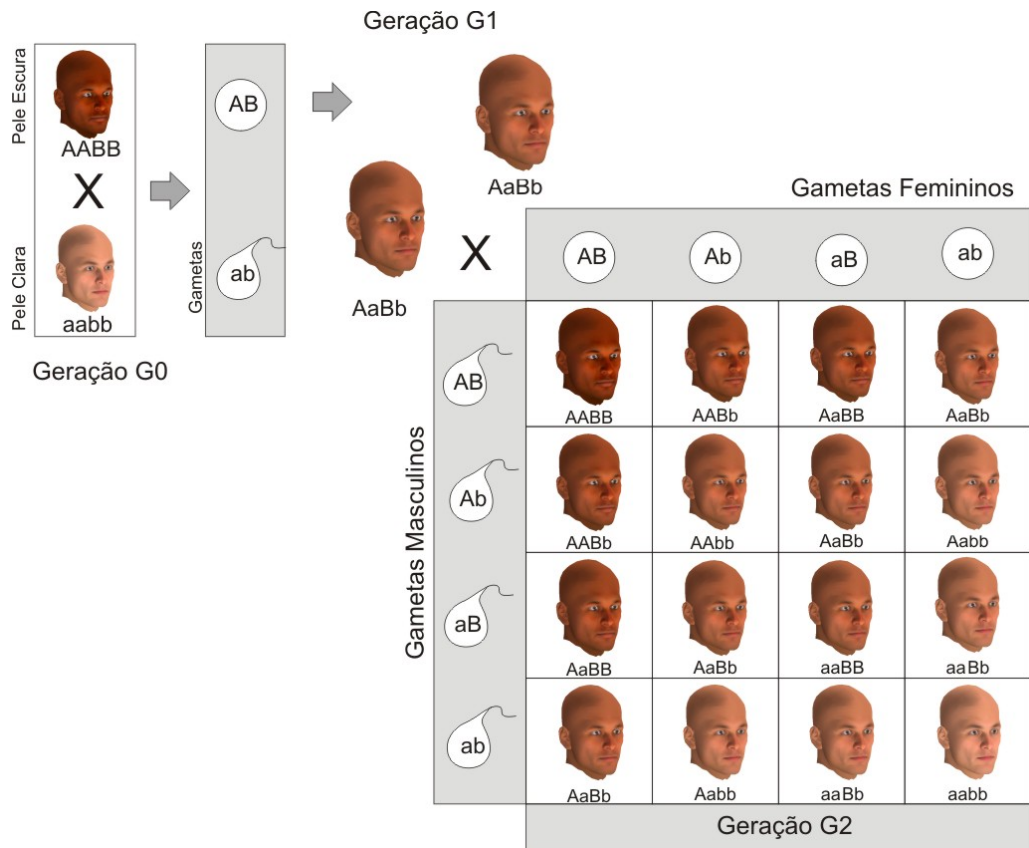 Geração G1
Pele Escura
AABB
X
Pele Clara
aabb
Geração G0
Gametas
AB
ab
AaBb
AaBb
X
Gametas Femininos
AB Ab aB ab
Gametas Masculinos
AB
AABB AABb AaBB AaBb
Ab
AABb AAbb AaBb Aabb
aB
AaBB AaBb aaBB aaBb
ab
AaBb Aabb aaBb aabb
Geração G2